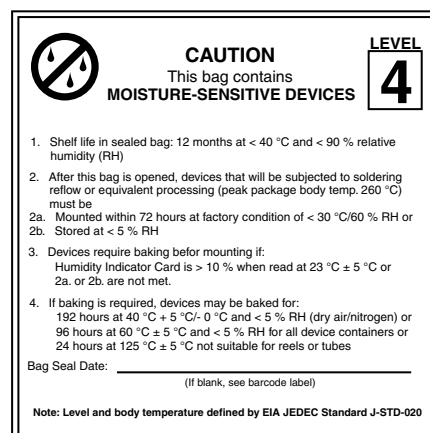 LEVEL
4
CAUTION
This bag contains
MOISTURE-SENSITIVE DEVICES
1. Shelf life in sealed bag: 12 months at < 40 °C and < 90 % relative
humidity (RH)
2. After this bag is opened, devices that will be subjected to soldering
reflow or equivalent processing (peak package body temp. 260 °C)
must be
2a. Mounted within 72 hours at factory condition of < 30 °C/60 % RH or
2b. Stored at < 5 % RH
3. Devices require baking befor mounting if:
Humidity Indicator Card is > 10 % when read at 23 °C ± 5 °C or
2a. or 2b. are not met.
4. If baking is required, devices may be baked for:
192 hours at 40 °C + 5 °C/- 0 °C and < 5 % RH (dry air/nitrogen) or
96 hours at 60 °C ± 5 °C and < 5 % RH for all device containers or
24 hours at 125 °C ± 5 °C not suitable for reels or tubes
Bag Seal Date:
(If blank, see barcode label)
Note: Level and body temperature defined by EIA JEDEC Standard J-STD-020